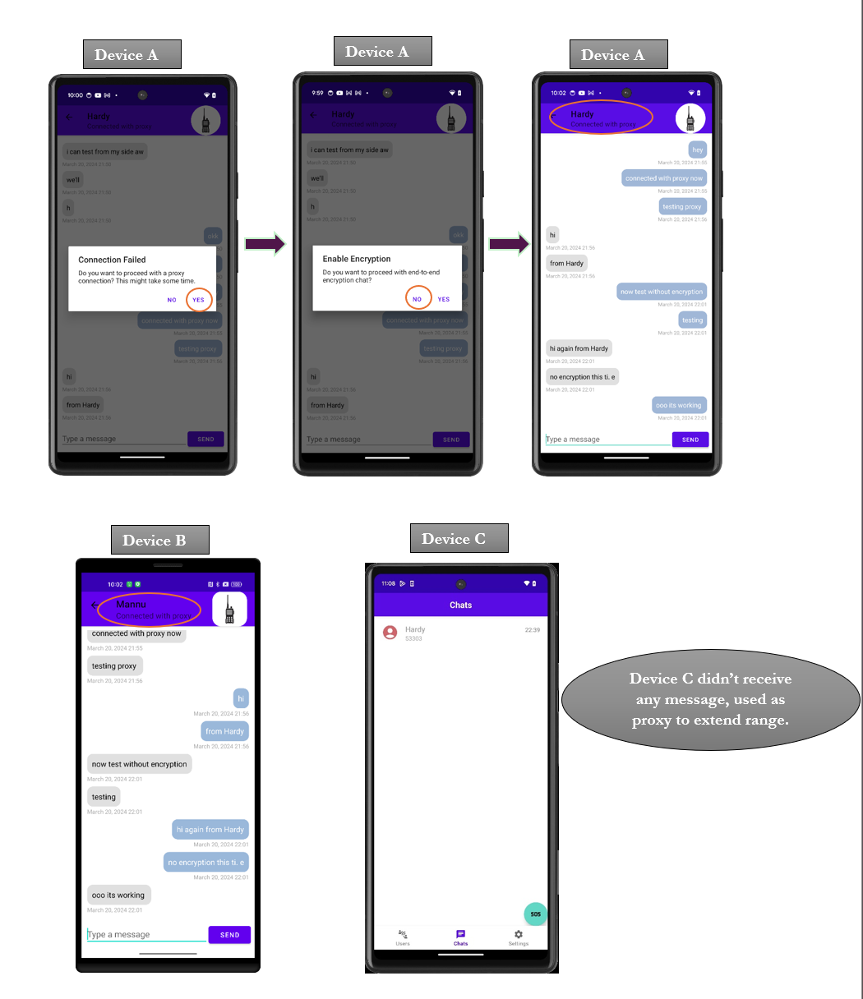 Device A
Device A
Device A
10:00
Hardy
Connected with proxy
i can test from my side aw
March 20, 2024 21:50
we'll
March 20, 2024 21:50
h
March 20, 2024 21:50
okk
Connection Failed
Do you want to proceed with a proxy
connection? This might take some time.
NO YES
connected with proxy now
March 20, 2024 21:55
testing proxy
March 20, 2024 21:56
hi
March 20, 2024 21:56
from Hardy
March 20, 2024 21:56
Type a message SEND
9:59
Hardy
Connected with proxy
i can test from my side aw
March 20, 2024 21:50
we'll
March 20, 2024 21:50
h
March 20, 2024 21:50
okk
Enable Encryption
Do you want to proceed with end-to-end
encryption chat?
NO YES
connected with proxy now
March 20, 2024 21:55
testing proxy
March 20, 2024 21:56
hi
March 20, 2024 21:56
from Hardy
March 20, 2024 21:56
Type a message SEND
10:02
Hardy
Connected with proxy
hey
March 20, 2024 21:55
connected with proxy now
March 20, 2024 21:55
testing proxy
March 20, 2024 21:56
hi
March 20, 2024 21:56
from Hardy
March 20, 2024 21:56
now test without encryption
March 20, 2024 22:01
testing
March 20, 2024 22:01
hi again from Hardy
March 20, 2024 22:01
no encryption this ti. e
March 20, 2024 22:01
ooo its working
March 20, 2024 22:01
Type a message SEND
Device B
10:02 100
Mannu
Connected with proxy
connected with proxy now
March 20, 2024 21:55
testing proxy
March 20, 2024 21:56
hi
March 20, 2024 21:56
from Hardy
March 20, 2024 21:56
now test without encryption
March 20, 2024 22:01
testing
March 20, 2024 22:01
hi again from Hardy
March 20, 2024 22:01
no encryption this ti. e
March 20, 2024 22:01
ooo its working
March 20, 2024 22:01
Type a message SEND
Device C
11:08
Chats
Hardy 22:39
53303
SOS
Users Chats Settings
Device C didn't receive
any message, used as
proxy to extend range.